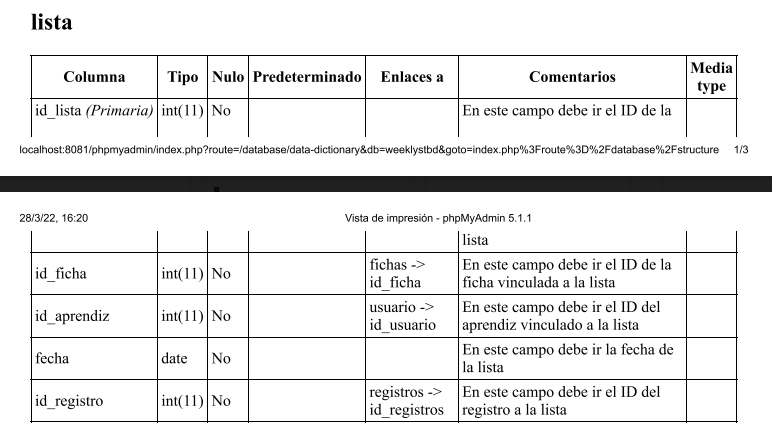 lista
Columna Tipo Nulo Predeterminado Enlaces a Comentarios Media type
id_lista (Primaria) int(11) No En este campo debe ir el ID de la
localhost:8081/phpmyadmin/index.php?route=/database/data-dictionary&db=weeklystbd&goto=index.php%3Froute%3D%2Fdatabase%2Fstructure 1/3
28/3/22, 16:20 Vista de impresión - phpMyAdmin 5.1.1
lista
id_ficha int(11) No fichas -> En este campo debe ir el ID de la
id_ficha ficha vinculada a la lista
id_aprendiz int(11) No usuario -> En este campo debe ir el ID del
id_usuario aprendiz vinculado a la lista
fecha date No En este campo debe ir la fecha de
la lista
id_registro int(11) No registros -> En este campo debe ir el ID del
id_registros registro a la lista